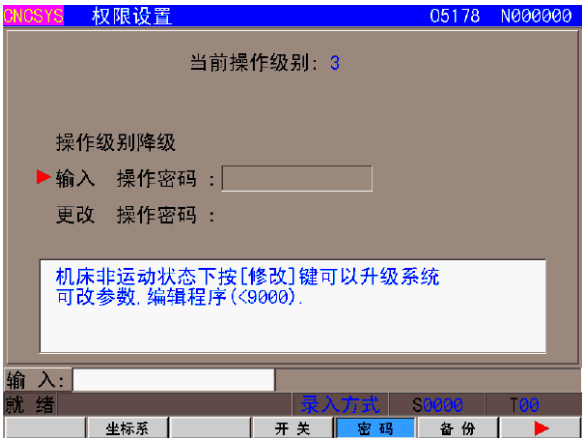 CNCSYS 权限设置 O5178 N000000
当前操作级别: 3
操作级别降级
输入 操作密码 :
更改 操作密码 :
机床非运动状态下按[修改]键可以升级系统
可改参数,编辑程序(<9000).
输 入:
就 绪 录入方式 S0000 T00
坐标系 开 关 密 码 备 份